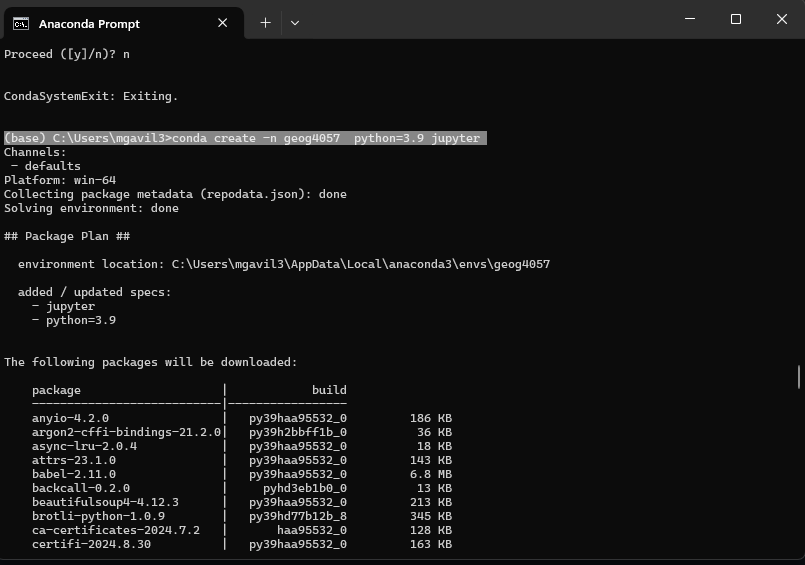 Anaconda Prompt
Proceed ([y]/n)? n
CondaSystemExit: Exiting.
(base) C:\Users\mgavil3>conda create -n geog4057  python=3.9 jupyter
Channels:
 - defaults
Platform: win-64
Collecting package metadata (repodata.json): done
Solving environment: done
## Package Plan ##
  environment location: C:\Users\mgavil3\AppData\Local\anaconda3\envs\geog4057
  added / updated specs:
    - jupyter
    - python=3.9
The following packages will be downloaded:
    package                    |            build
    ---------------------------|-----------------
    anyio-4.2.0                |   py39haa95532_0         186 KB
    argon2-cffi-bindings-21.2.0|   py39h2bbff1b_0          36 KB
    async-lru-2.0.4            |   py39haa95532_0          18 KB
    attrs-23.1.0               |   py39haa95532_0         143 KB
    babel-2.11.0               |   py39haa95532_0         6.8 MB
    backcall-0.2.0             |     pyhd3eb1b0_0          13 KB
    beautifulsoup4-4.12.3      |   py39haa95532_0         213 KB
    brotli-python-1.0.9        |   py39hd77b12b_8         345 KB
    ca-certificates-2024.7.2   |       haa95532_0         128 KB
    certifi-2024.8.30          |   py39haa95532_0         163 KB